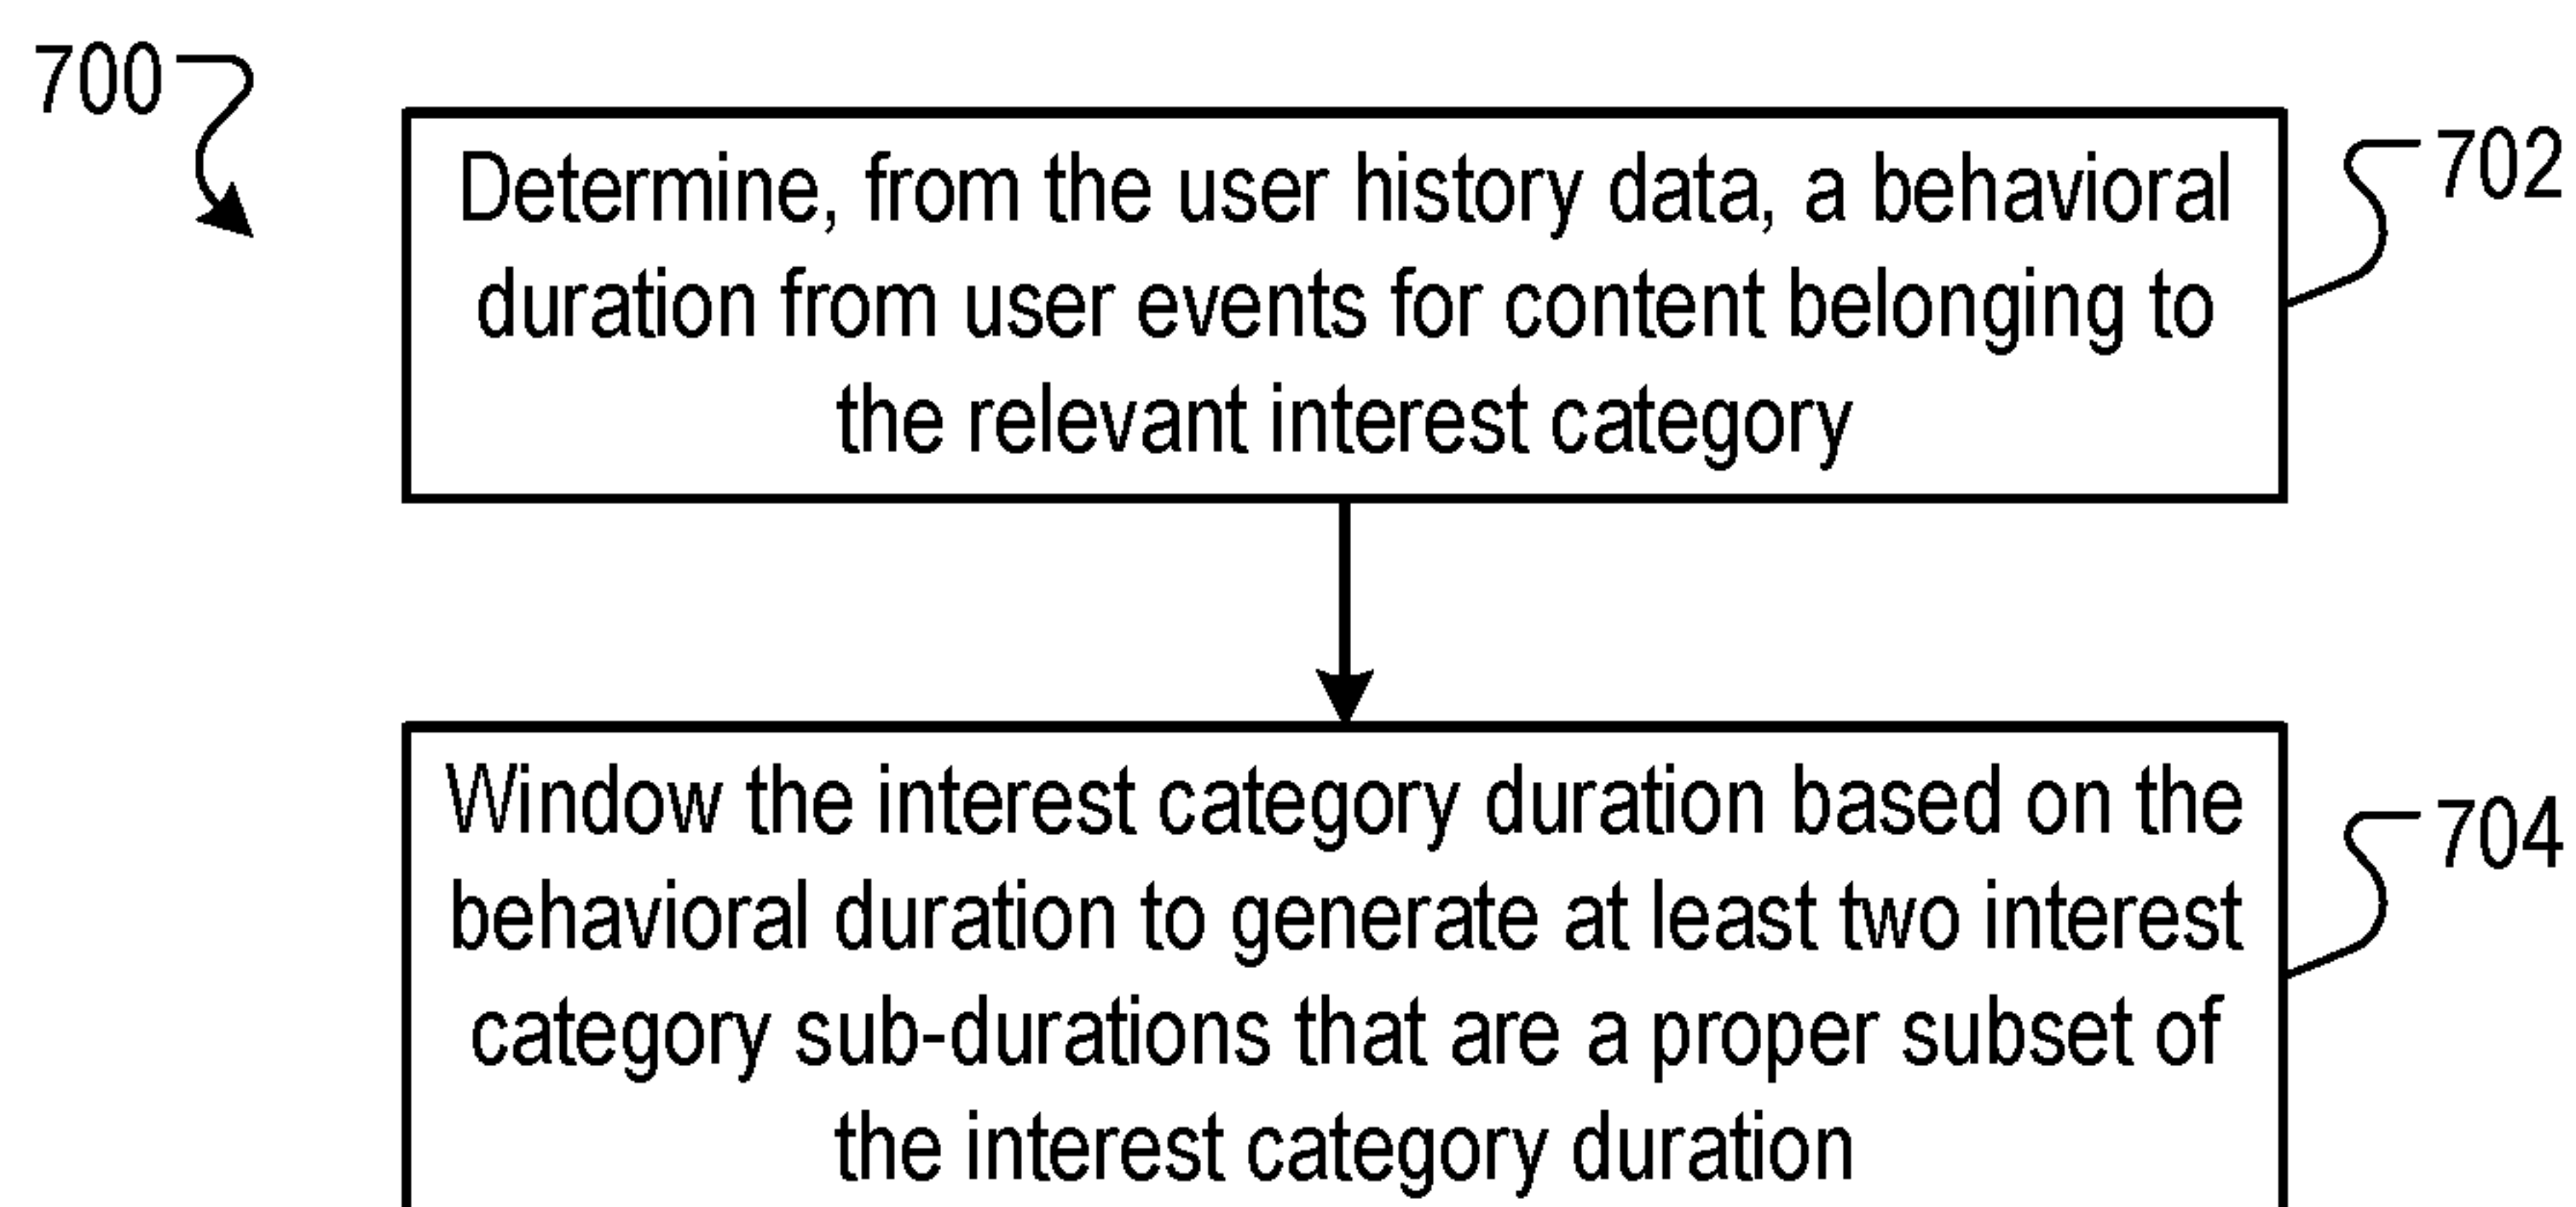 700
Determine, from the user history data, a behavioral
duration from user events for content belonging to
the relevant interest category
702
Window the interest category duration based on the
behavioral duration to generate at least two interest
category sub-durations that are a proper subset of
the interest category duration
704